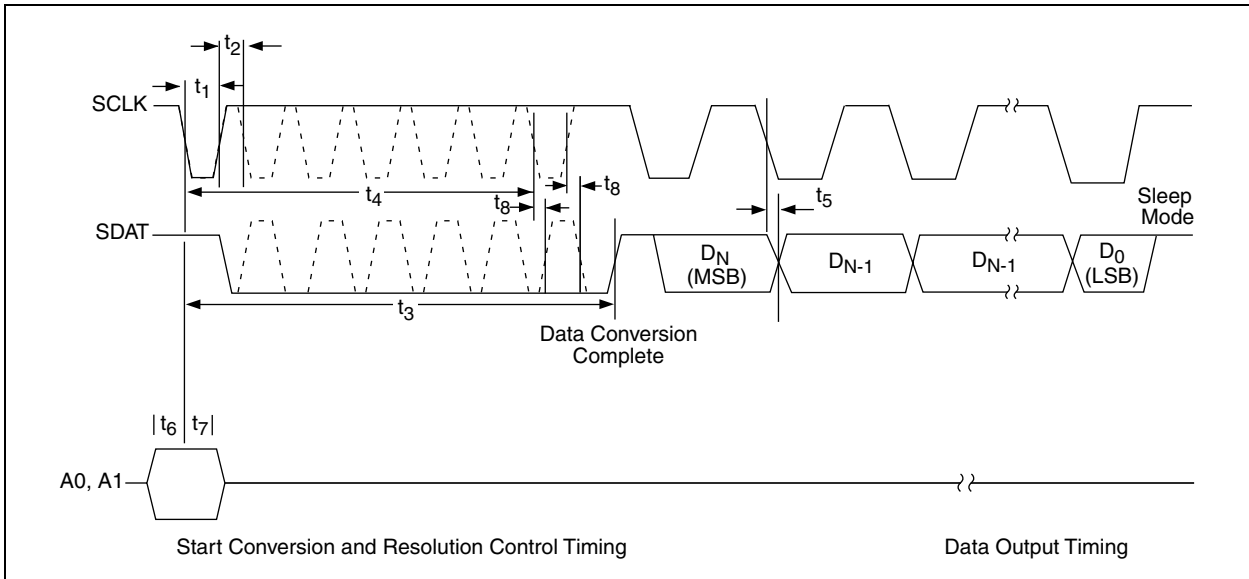 t2
t1
SCLK
t4
t8
t8
t5
Sleep
Mode
SDAT
DN
(MSB)
DN-1
DN-1
D0
(LSB)
t3
Data Conversion
Complete
t6
t7
A0, A1
Start Conversion and Resolution Control Timing
Data Output Timing